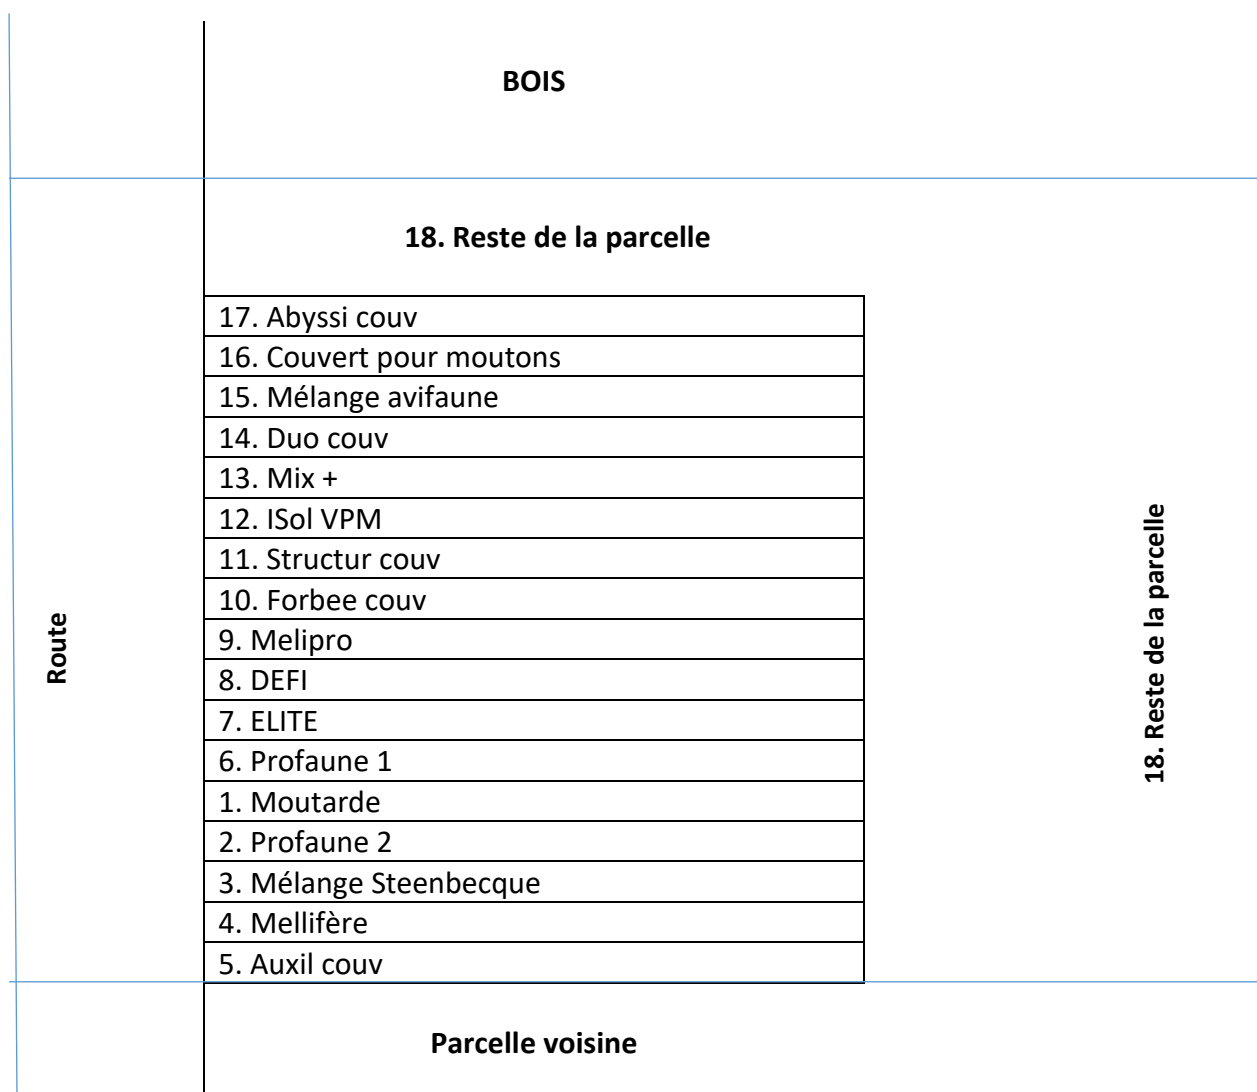 BOIS
18. Reste de la parcelle
17. Abyssi couv
16. Couvert pour moutons
15. Mélange avifaune
14. Duo couv
13. Mix +
12. ISol VPM
11. Structur couv
10. Forbee couv
9. Melipro
8. DEFI
7. ELITE
6. Profaune 1
1. Moutarde
2. Profaune 2
3. Mélange Steenbecque
4. Mellifère
5. Auxil couv
Route
18. Reste de la parcelle
Parcelle voisine